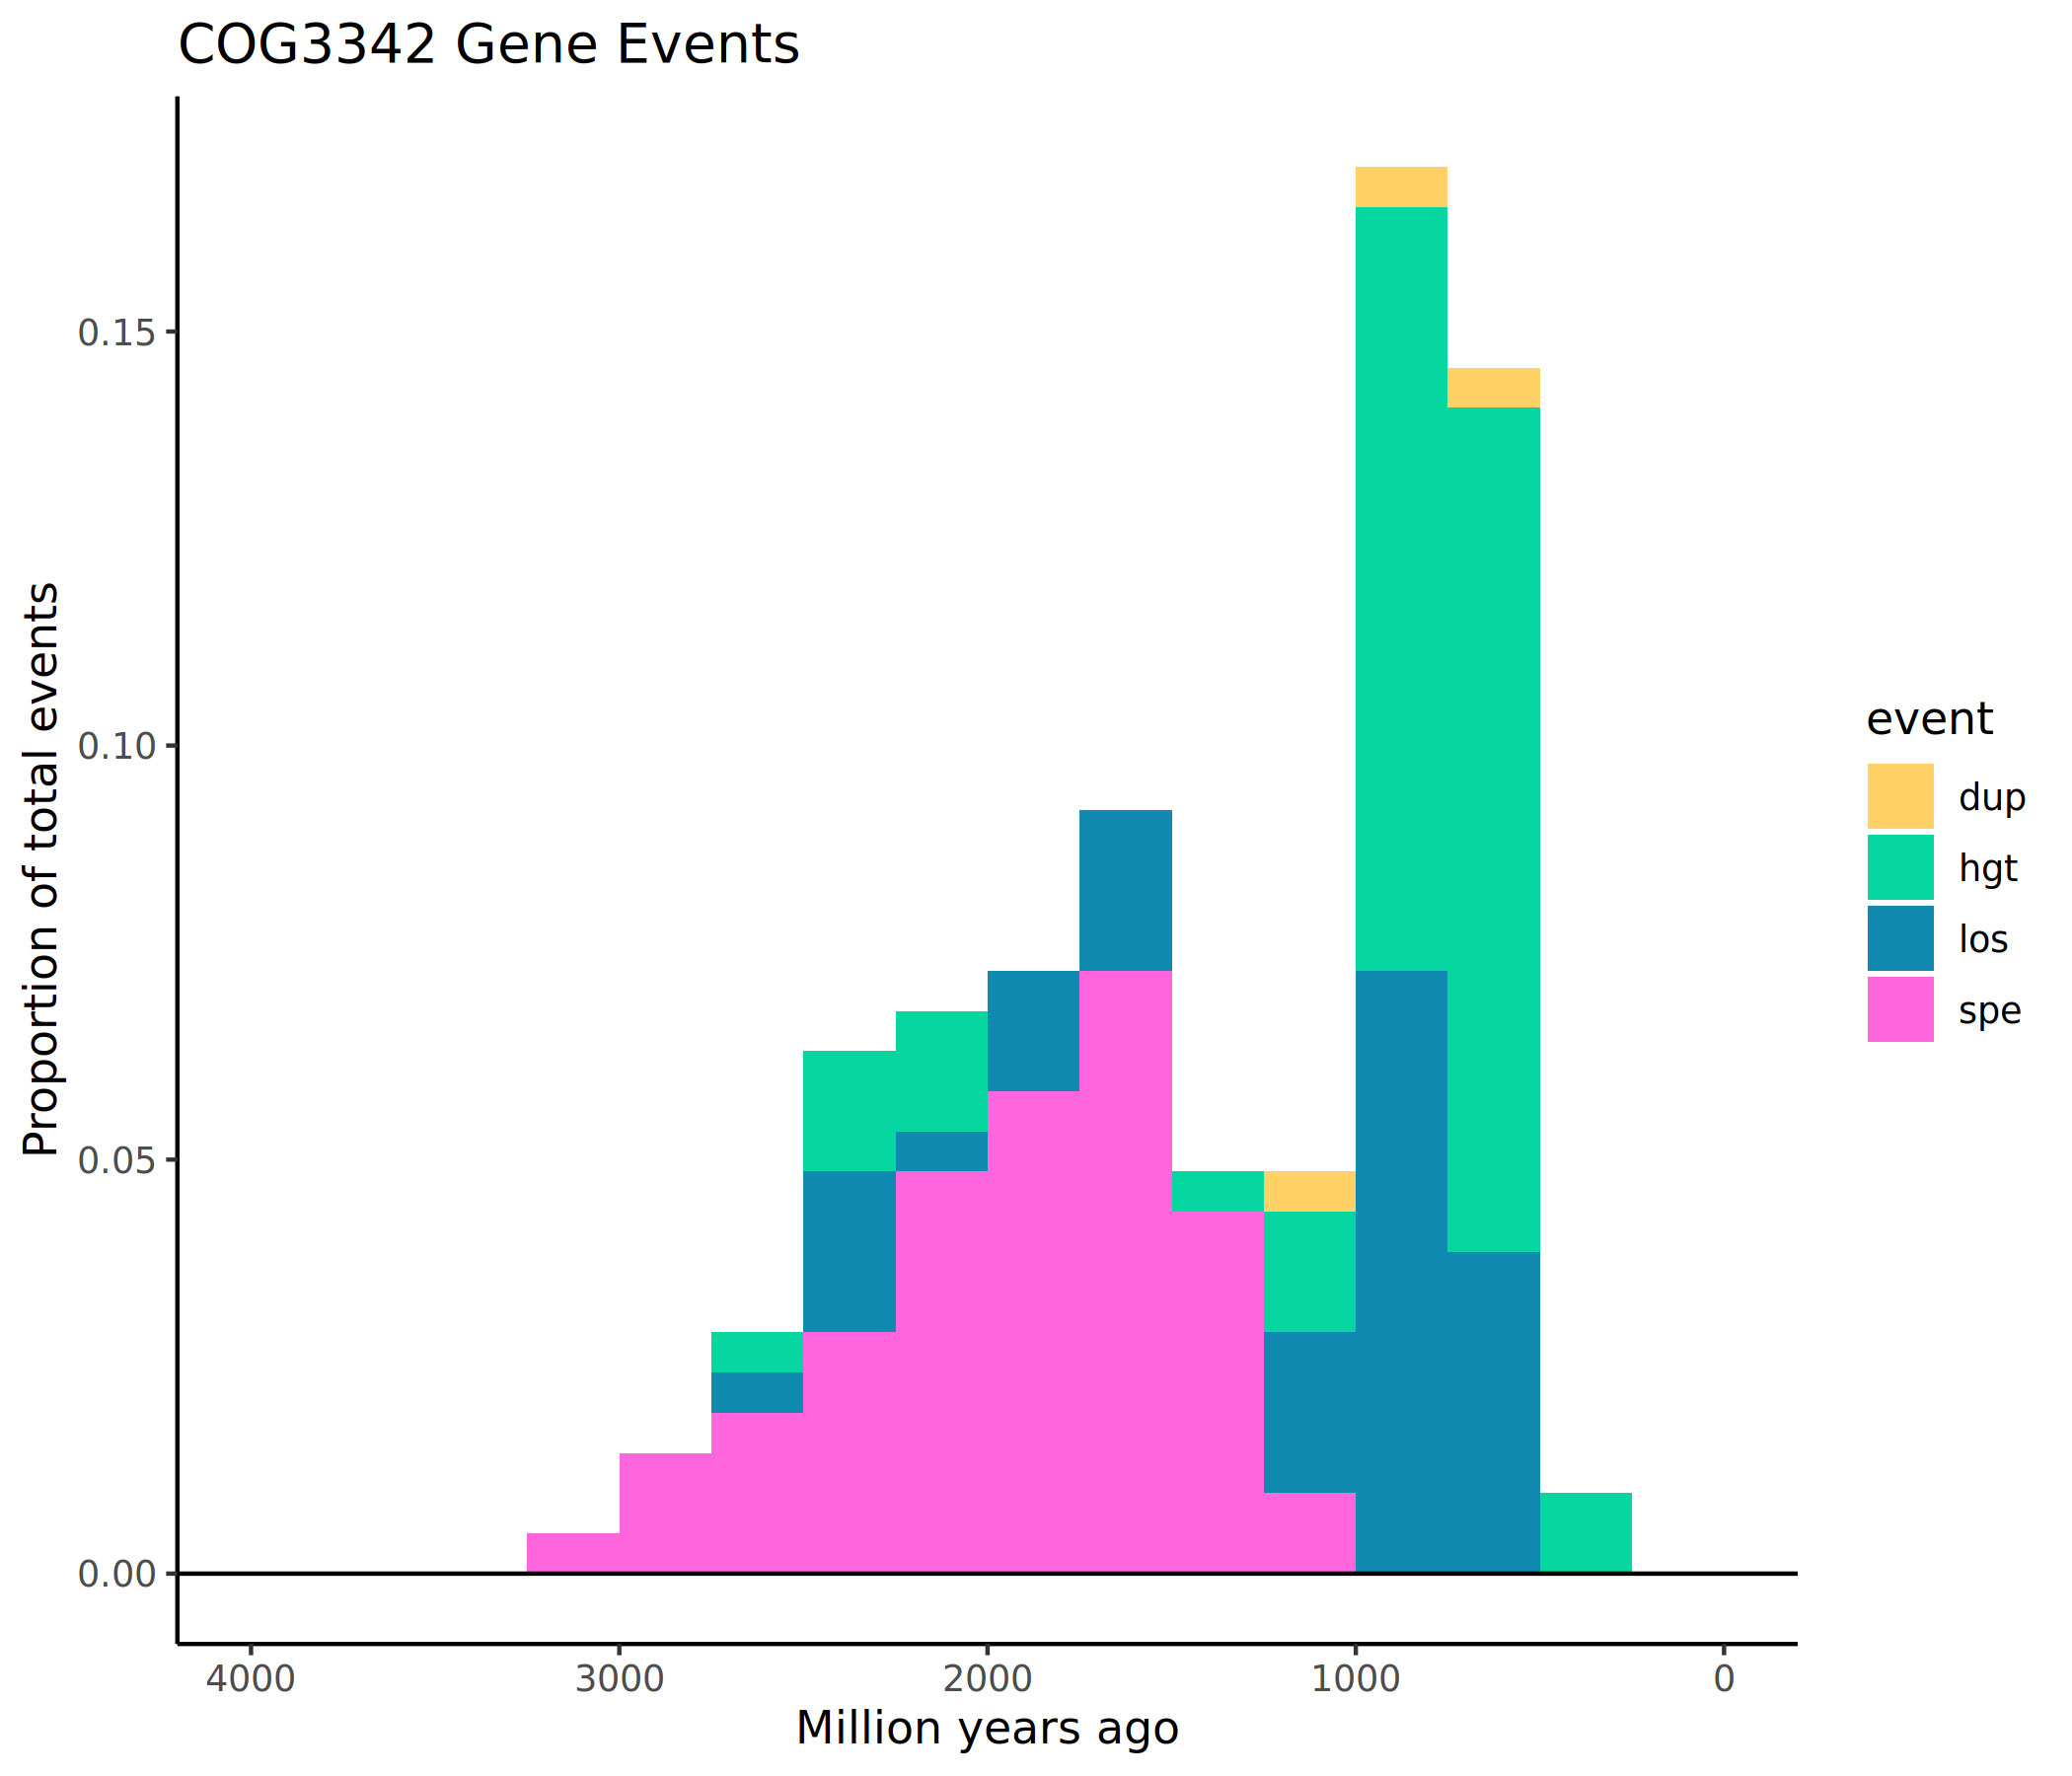 COG3342 Gene Events
Proportion of total events
0.15
0.10
0.05
0.00
4000 3000 2000 1000 0
Million years ago
event
dup
hgt
los
spe